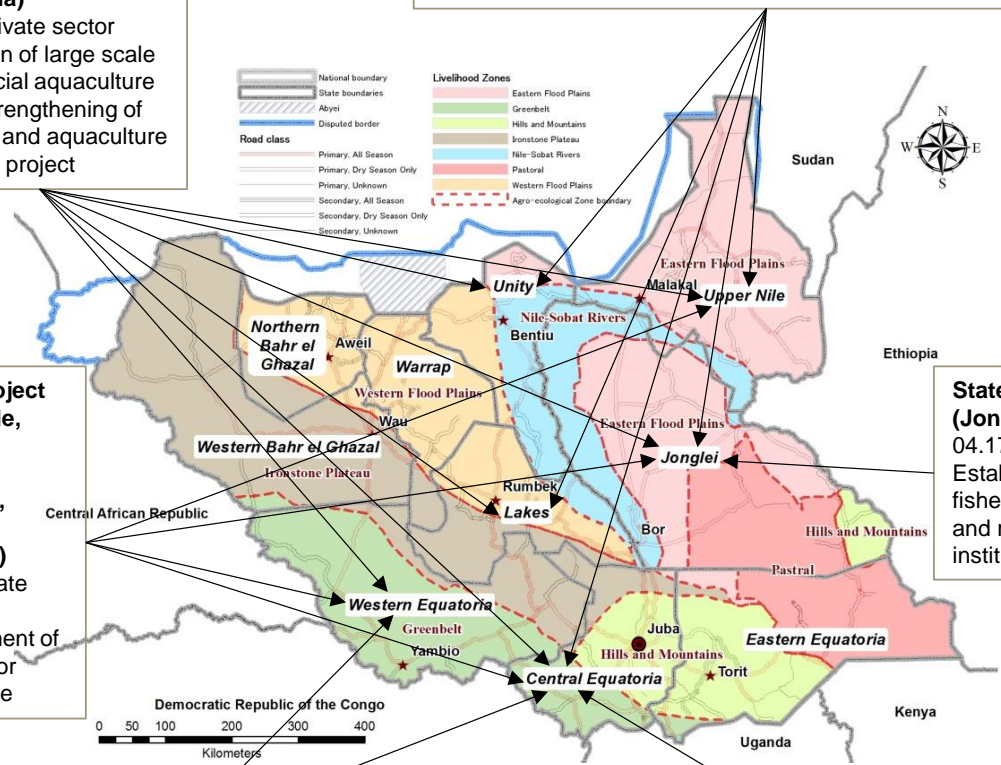 ivate sector
n of large scale
cial aquaculture
rengthening of
and aquaculture
project
National boundary
State boundaries
Abyei
Disputed border
Road class
Primary, All Season
Primary, Dry Season Only
Primary, Unknown
Secondary, All Season
Secondary, Dry Season Only
Secondary, Unknown
Livelihood Zones
Eastern Flood Plains
Greenbelt
Hills and Mountains
Ironstone Plateau
Nile-Sobat Rivers
Pastoral
Western Flood Plains
Agro-ecological Zone boundary
N
W E
S
Sudan
Eastern Flood Plains
Unity
Malakal
Upper Nile
Nile-Sobat Rivers
Bentiu
Northern
Bahr el
Ghazal
Aweil
Warrap
Western Flood Plains
Ethiopia
Wau
Eastern Flood Plains
Western Bahr el Ghazal
Ironstone Plateau
Jonglei
Rumbek
Lakes
Central African Republic
Bor
Hills and Mountains
Pastral
Western Equatoria
Greenbelt
Yambio
Juba
Hills and Mountains
Eastern Equatoria
Central Equatoria
Torit
Kenya
Uganda
Democratic Republic of the Congo
0 50 100 200 300 400
Kilometers
ject
le,
,
)
ate
ment of
or
e
State
(Jon
04.17
Estab
fishe
and
instit